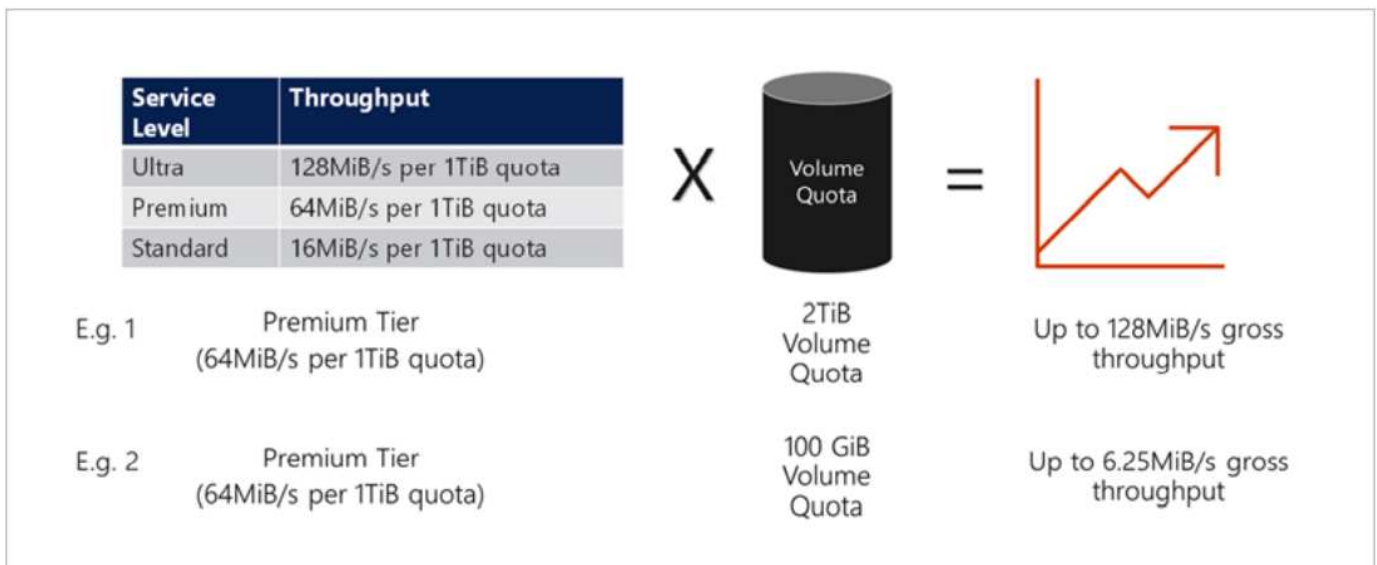 Service Level
Throughput
Ultra
128MiB/s per 1TiB quota
Premium
64MiB/s per 1TiB quota
Standard
16MiB/s per 1TiB quota
X
Volume
Quota
=
E.g. 1
Premium Tier
(64MiB/s per 1TiB quota)
2TiB
Volume
Quota
Up to 128MiB/s gross
throughput
E.g. 2
Premium Tier
(64MiB/s per 1TiB quota)
100 GiB
Volume
Quota
Up to 6.25MiB/s gross
throughput